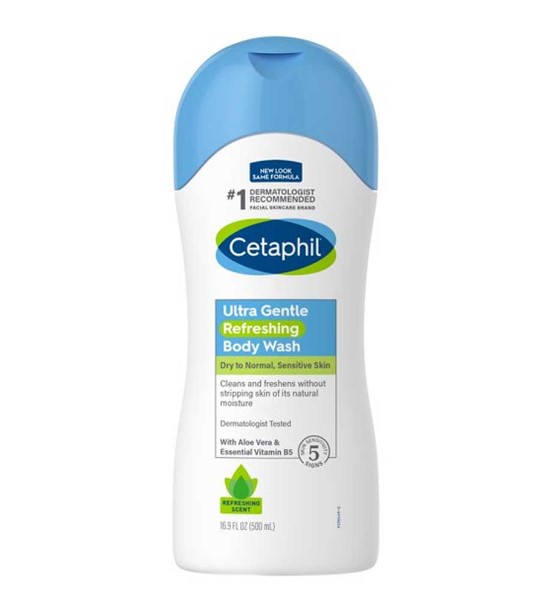 NEW LOOK
SAME FORMULA
#1 DERMATOLOGIST
RECOMMENDED
FACIAL SKINCARE BRAND
Cetaphil
Ultra Gentle
Refreshing
Body Wash
Dry to Normal, Sensitive Skin
Cleans and freshens without
stripping skin of its natural
moisture
Dermatologist Tested
With Aloe Vera &
Essential Vitamin B5
SKIN SENSITIVITY
5
SIGNS
REFRESHING
SCENT
16.9 FL OZ (500 mL)